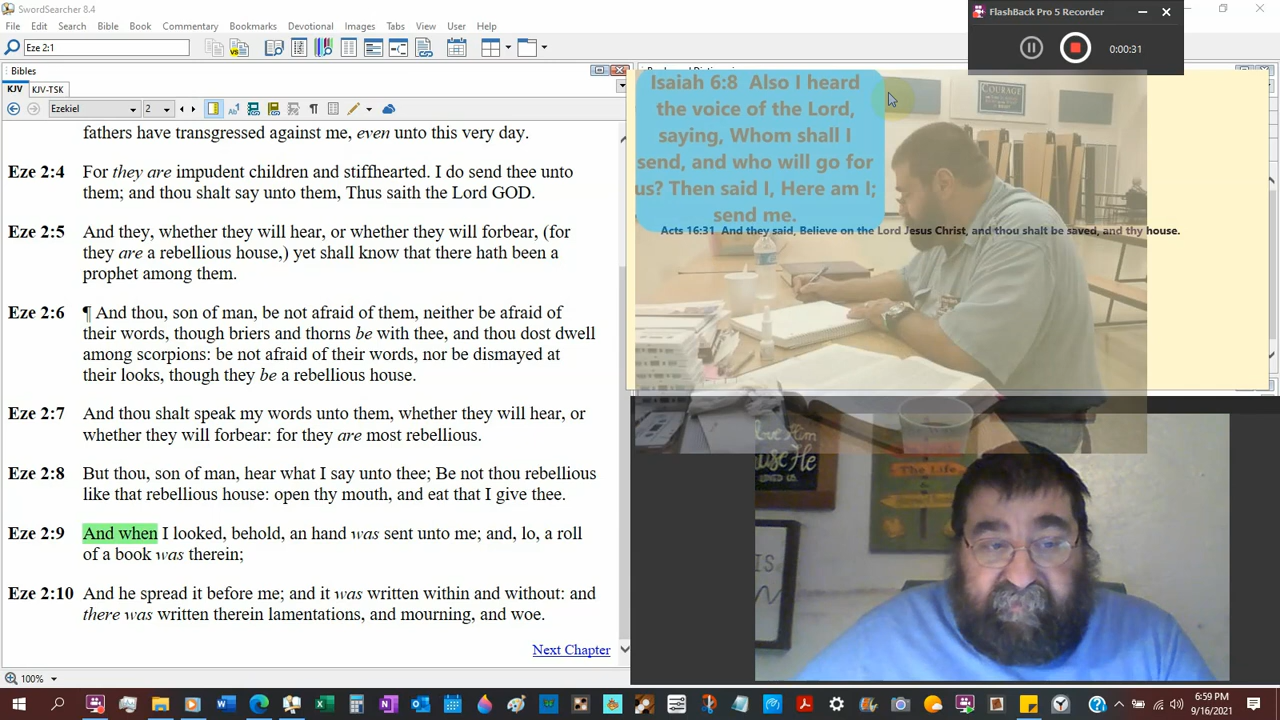 SwordSearcher 8.4
File Edit Search Bible Book Commentary Bookmarks Devotional Images Tabs View User Help
Eze 2:1
FlashBack Pro 5 Recorder
0:00:31
Bibles
KJV KJV-TSK
Ezekiel 2
fathers have transgressed against me, even unto this very day.
Eze 2:4 For they are impudent children and stiffhearted. I do send thee unto
them; and thou shalt say unto them, Thus saith the Lord GOD.
Eze 2:5 And they, whether they will hear, or whether they will forbear, (for
they are a rebellious house,) yet shall know that there hath been a
prophet among them.
Eze 2:6 ¶ And thou, son of man, be not afraid of them, neither be afraid of
their words, though briers and thorns be with thee, and thou dost dwell
among scorpions: be not afraid of their words, nor be dismayed at
their looks, though they be a rebellious house.
Eze 2:7 And thou shalt speak my words unto them, whether they will hear, or
whether they will forbear: for they are most rebellious.
Eze 2:8 But thou, son of man, hear what I say unto thee; Be not thou rebellious
like that rebellious house: open thy mouth, and eat that I give thee.
Eze 2:9 And when I looked, behold, an hand was sent unto me; and, lo, a roll
of a book was therein;
Eze 2:10 And he spread it before me; and it was written within and without: and
there was written therein lamentations, and mourning, and woe.
Next Chapter
100%
Isaiah 6:8 Also I heard
the voice of the Lord,
saying, Whom shall I
send, and who will go for
us? Then said I, Here am I;
send me.
COURAGE
Acts 16:31 And they said, Believe on the Lord Jesus Christ, and thou shalt be saved, and thy house.
The Life
6:59 PM
9/16/2021